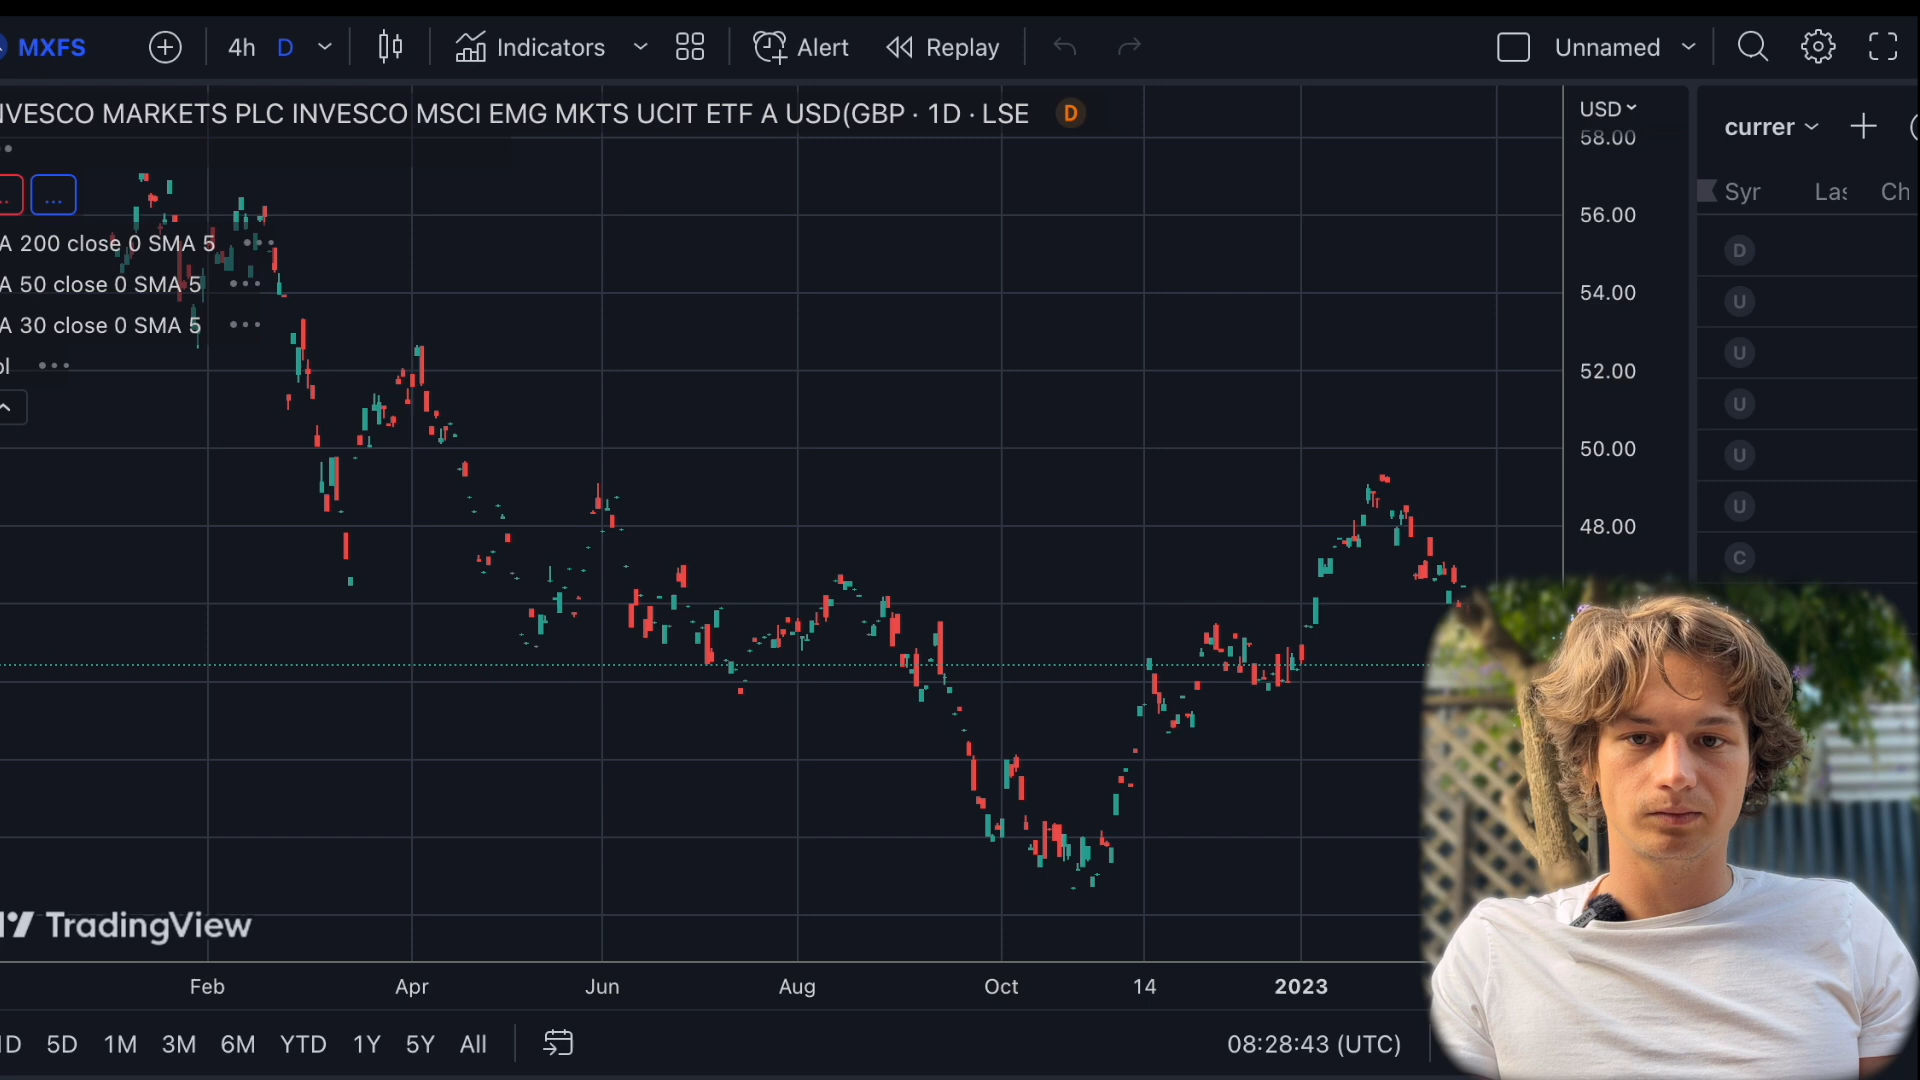 MXFS
4h D Indicators Alert Replay Unnamed
NVESCO MARKETS PLC INVESCO MSCI EMG MKTS UCIT ETF A USD(GBP · 1D · LSE D
USD
58.00
56.00
54.00
52.00
50.00
48.00
A 200 close 0 SMA 5
A 50 close 0 SMA 5
A 30 close 0 SMA 5
ol
currer
Syr Las Ch
D
U
U
U
U
U
C
TradingView
Feb Apr Jun Aug Oct 14 2023
1D 5D 1M 3M 6M YTD 1Y 5Y All
08:28:43 (UTC)